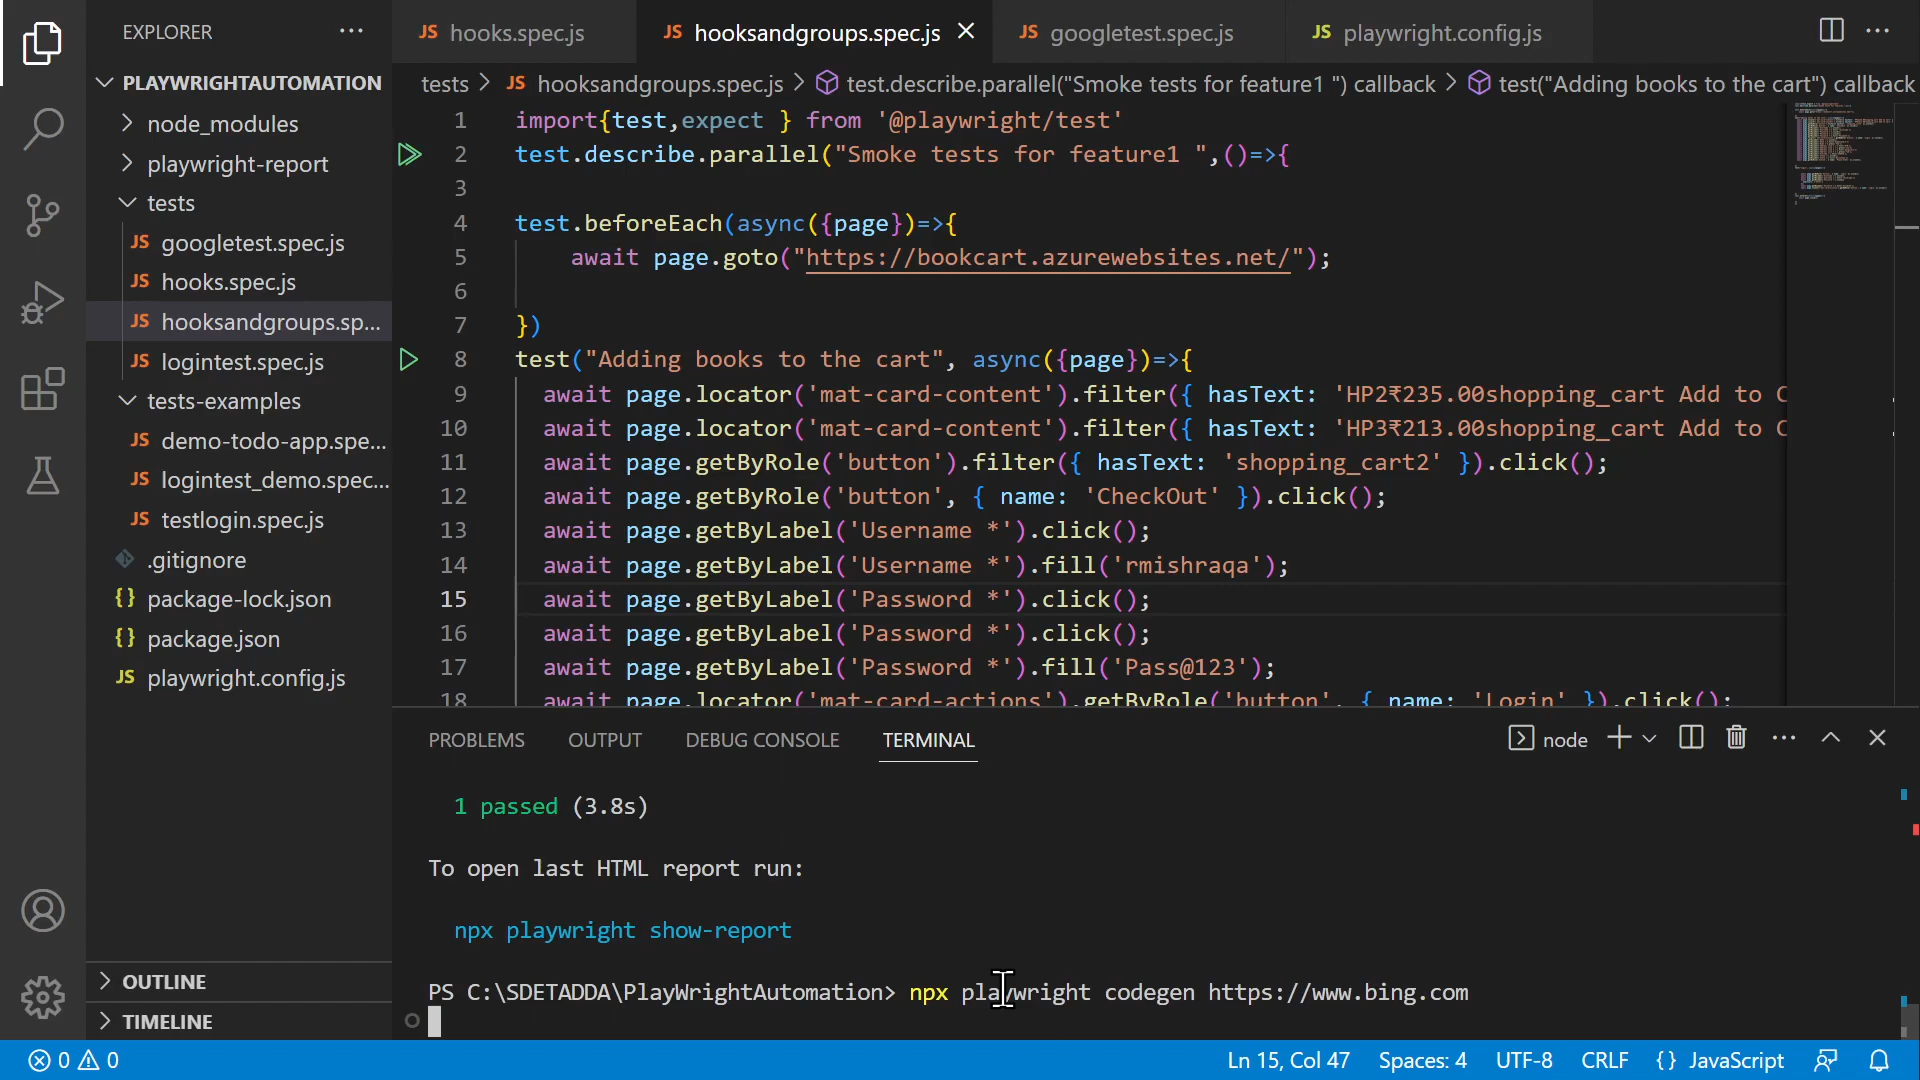 EXPLORER
PLAYWRIGHTAUTOMATION
node_modules
playwright-report
tests
JS googletest.spec.js
JS hooks.spec.js
JS hooksandgroups.sp...
JS logintest.spec.js
tests-examples
JS demo-todo-app.spe...
JS logintest_demo.spec...
JS testlogin.spec.js
.gitignore
{} package-lock.json
{} package.json
JS playwright.config.js
OUTLINE
TIMELINE
JS hooks.spec.js
JS hooksandgroups.spec.js
JS googletest.spec.js
JS playwright.config.js
tests > JS hooksandgroups.spec.js > test.describe.parallel("Smoke tests for feature1 ") callback > test("Adding books to the cart") callback
1 import{test,expect } from '@playwright/test'
2 test.describe.parallel("Smoke tests for feature1 ",()=>{
3
4 test.beforeEach(async({page})=>{
5 await page.goto("https://bookcart.azurewebsites.net/");
6
7 })
8 test("Adding books to the cart", async({page})=>{
9 await page.locator('mat-card-content').filter({ hasText: 'HP2₹235.00shopping_cart Add to C
10 await page.locator('mat-card-content').filter({ hasText: 'HP3₹213.00shopping_cart Add to C
11 await page.getByRole('button').filter({ hasText: 'shopping_cart2' }).click();
12 await page.getByRole('button', { name: 'CheckOut' }).click();
13 await page.getByLabel('Username *').click();
14 await page.getByLabel('Username *').fill('rmishraqa');
15 await page.getByLabel('Password *').click();
16 await page.getByLabel('Password *').click();
17 await page.getByLabel('Password *').fill('Pass@123');
18 await page.locator('mat-card-actions').getByRole('button', { name: 'Login' }).click();
PROBLEMS OUTPUT DEBUG CONSOLE TERMINAL
node
1 passed (3.8s)
To open last HTML report run:
npx playwright show-report
PS C:\SDETADDA\PlayWrightAutomation> npx playwright codegen https://www.bing.com
0 0 Ln 15, Col 47 Spaces: 4 UTF-8 CRLF {} JavaScript